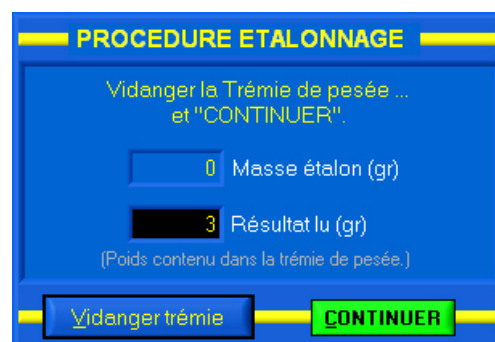 PROCEDURE ETALONNAGE
Vidanger la Trémie de pesée ...
et "CONTINUER".
0 Masse étalon (gr)
3 Résultat lu (gr)
(Poids contenu dans la trémie de pesée.)
Vidanger trémie
CONTINUER